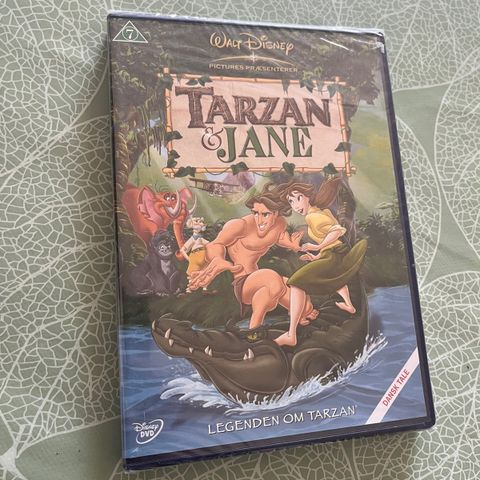 7
WALT DISNEY
PICTURES PRÆSENTERER
TARZAN
& JANE
LEGENDEN OM TARZAN
DANSK TALE
DISNEY
DVD